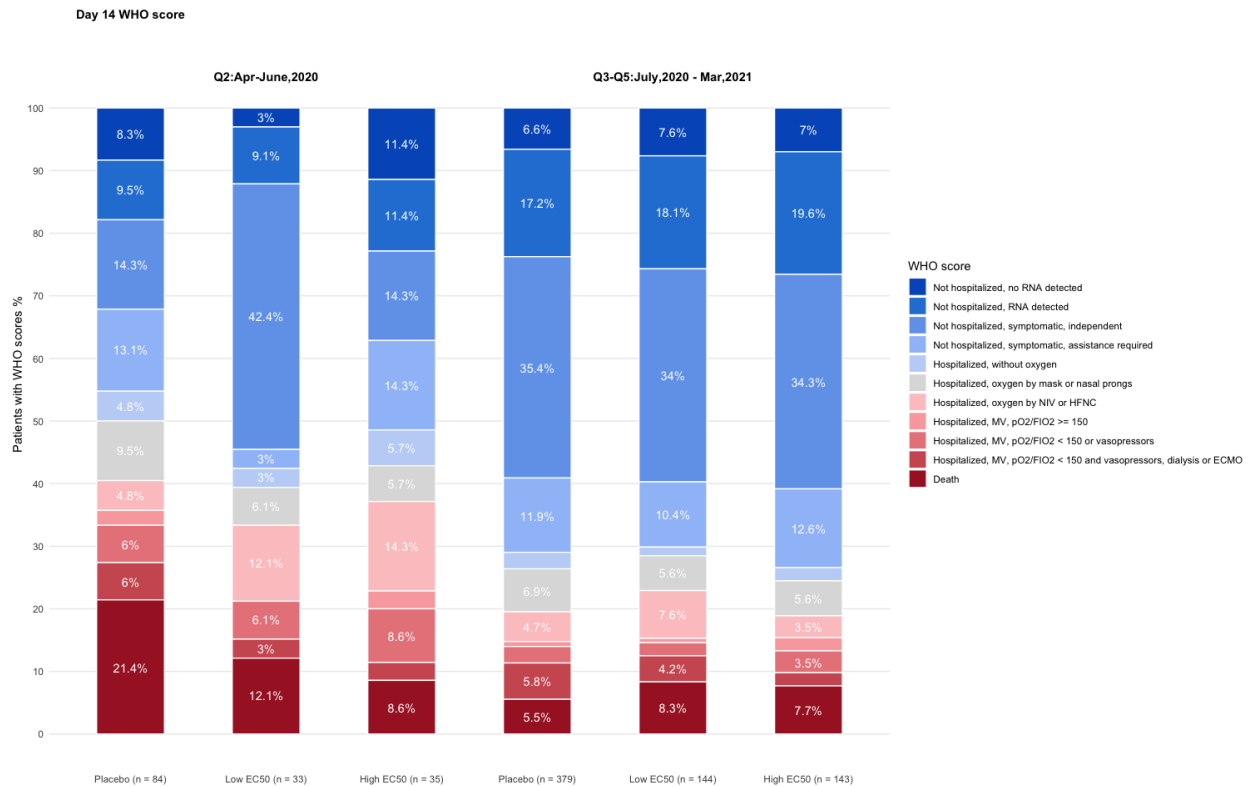 Day 14 WHO score
Q2:Apr-June,2020
Q3-Q5:July,2020 - Mar,2021
Patients with WHO scores %
100
90
80
70
60
50
40
30
20
10
0
8.3%
9.5%
14.3%
13.1%
4.8%
9.5%
4.8%
6%
6%
21.4%
3%
9.1%
42.4%
3%
3%
6.1%
12.1%
6.1%
3%
12.1%
11.4%
11.4%
14.3%
14.3%
5.7%
5.7%
14.3%
8.6%
8.6%
6.6%
17.2%
35.4%
11.9%
6.9%
4.7%
5.8%
5.5%
7.6%
18.1%
34%
10.4%
5.6%
7.6%
4.2%
8.3%
7%
19.6%
34.3%
12.6%
5.6%
3.5%
3.5%
7.7%
Placebo (n = 84)
Low EC50 (n = 33)
High EC50 (n = 35)
Placebo (n = 379)
Low EC50 (n = 144)
High EC50 (n = 143)
WHO score
Not hospitalized, no RNA detected
Not hospitalized, RNA detected
Not hospitalized, symptomatic, independent
Not hospitalized, symptomatic, assistance required
Hospitalized, without oxygen
Hospitalized, oxygen by mask or nasal prongs
Hospitalized, oxygen by NIV or HFNC
Hospitalized, MV, pO2/FIO2 >= 150
Hospitalized, MV, pO2/FIO2 < 150 or vasopressors
Hospitalized, MV, pO2/FIO2 < 150 and vasopressors, dialysis or ECMO
Death